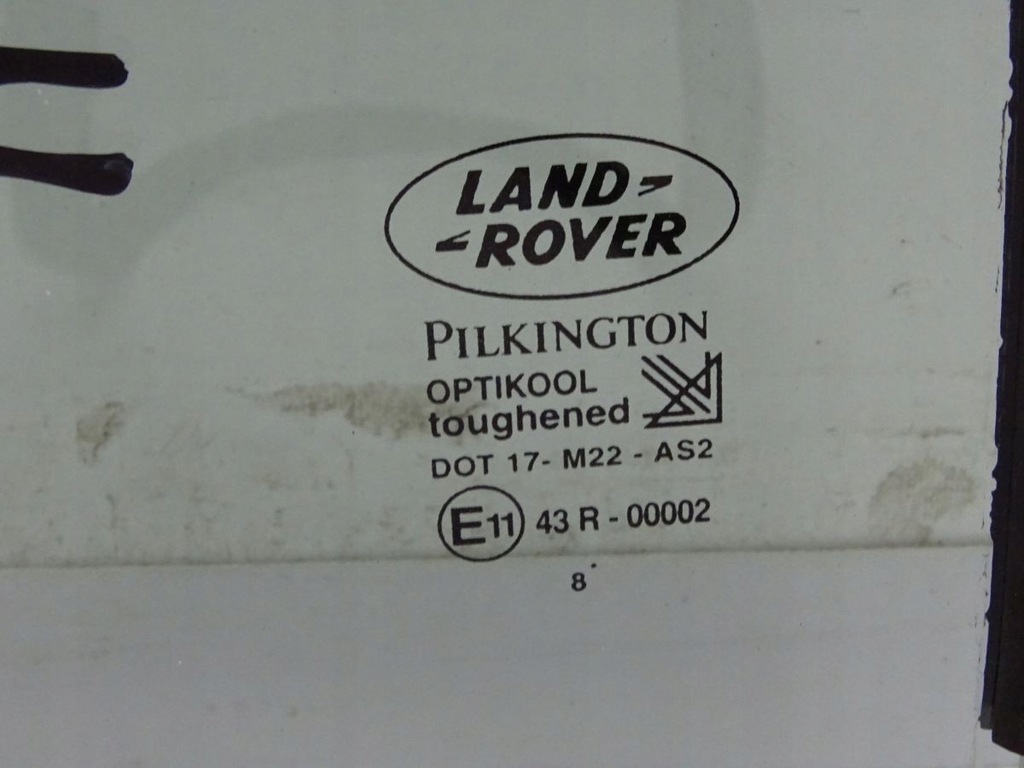 LAND
ROVER
PILKINGTON
OPTIKOOL
toughened
DOT 17- M22 - AS2
E11 43 R - 00002
8